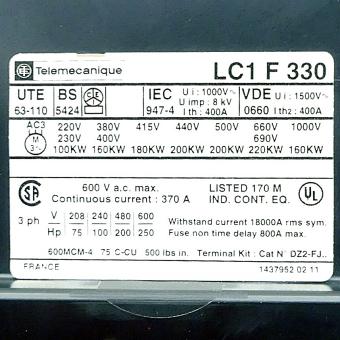 Telemecanique LC1 F 330
UTE BS IEC Ui : 1000V~ VDE Ui : 1500V~
U imp : 8 kV
63-110 5424 947-4 I th : 400A 0660 I th2 : 400A
AC3 220V 380V 415V 440V 500V 660V 1000V
M 230V 400V 690V
3~ 100KW 160KW 180KW 200KW 200KW 220KW 160KW
600 V a.c. max. LISTED 170 M
Continuous current : 370 A IND. CONT. EQ.
3 ph V 208 240 480 600 Withstand current 18000A rms sym.
Hp 75 100 200 250 Fuse non time delay 800A max.
600MCM-4 75 C-CU 500 lbs in. Terminal Kit : Cat N° DZ2-FJ..
FRANCE 1437952 02 11